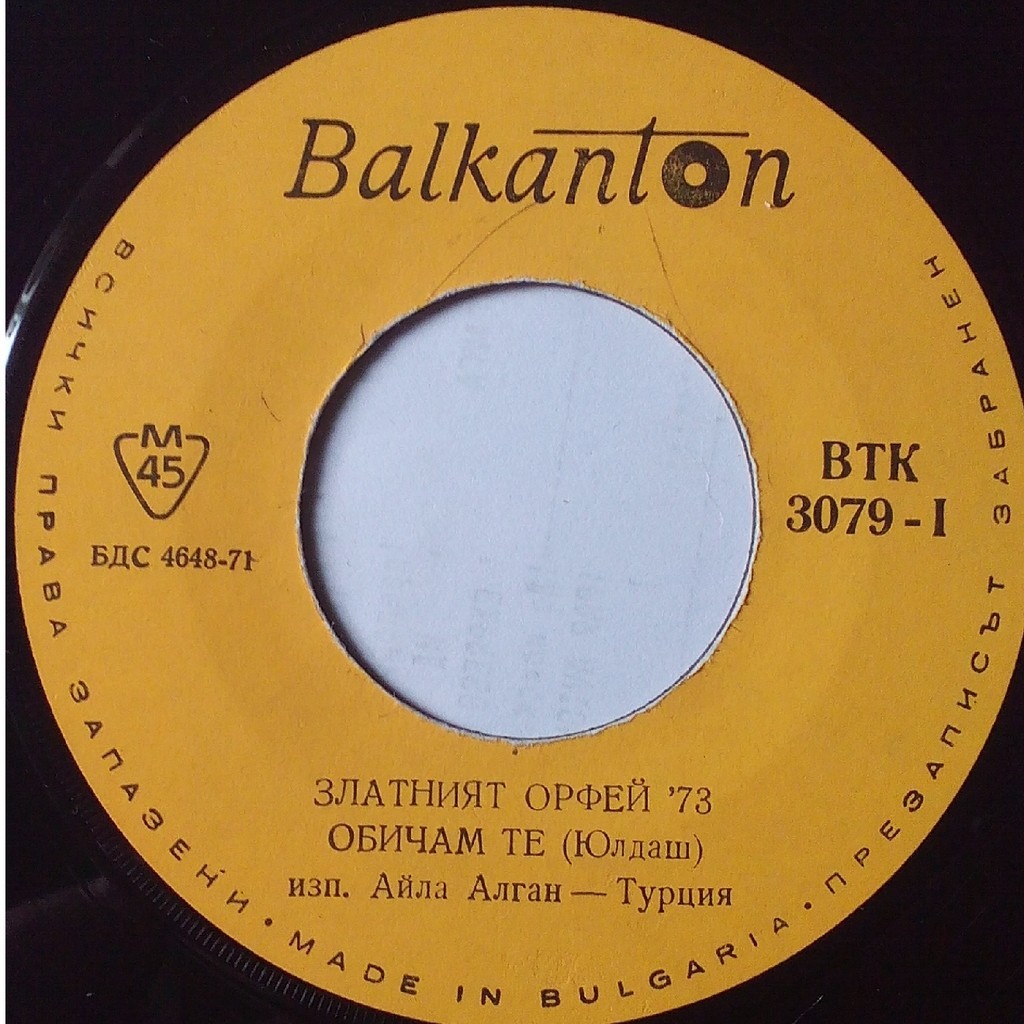 Balkanton
ВСИЧКИ ПРАВА ЗАПАЗЕНИ • MADE IN BULGARIA • ПРЕЗАПИСЪТ ЗАБРАНЕН
М
45
БДС 4648-71
ВТК
3079 - I
ЗЛАТНИЯТ ОРФЕЙ '73
ОБИЧАМ ТЕ (Юлдаш)
изп. Айла Алган — Турция